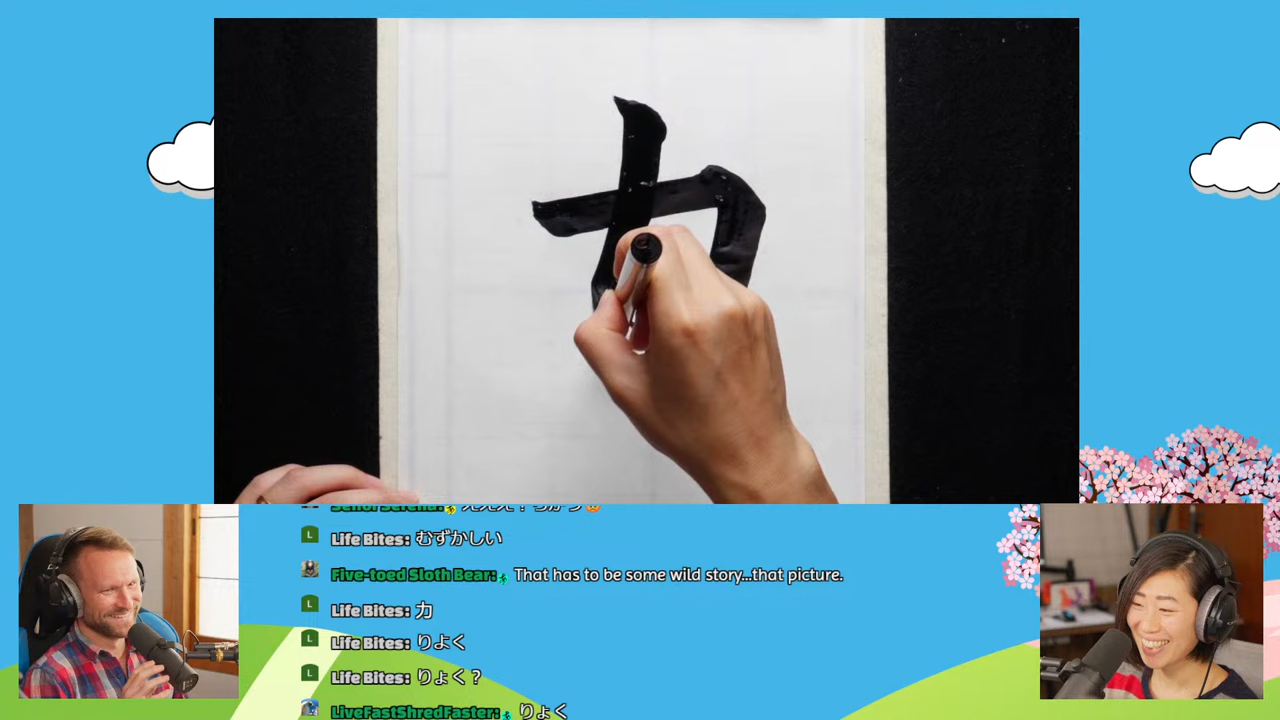 力
Life Bites: むずかしい
Five-toed Sloth Bear: That has to be some wild story...that picture.
Life Bites: 力
L
Life Bites: りよく
L
Life Bites: りょく？
LiveFastShredFaster: りょく